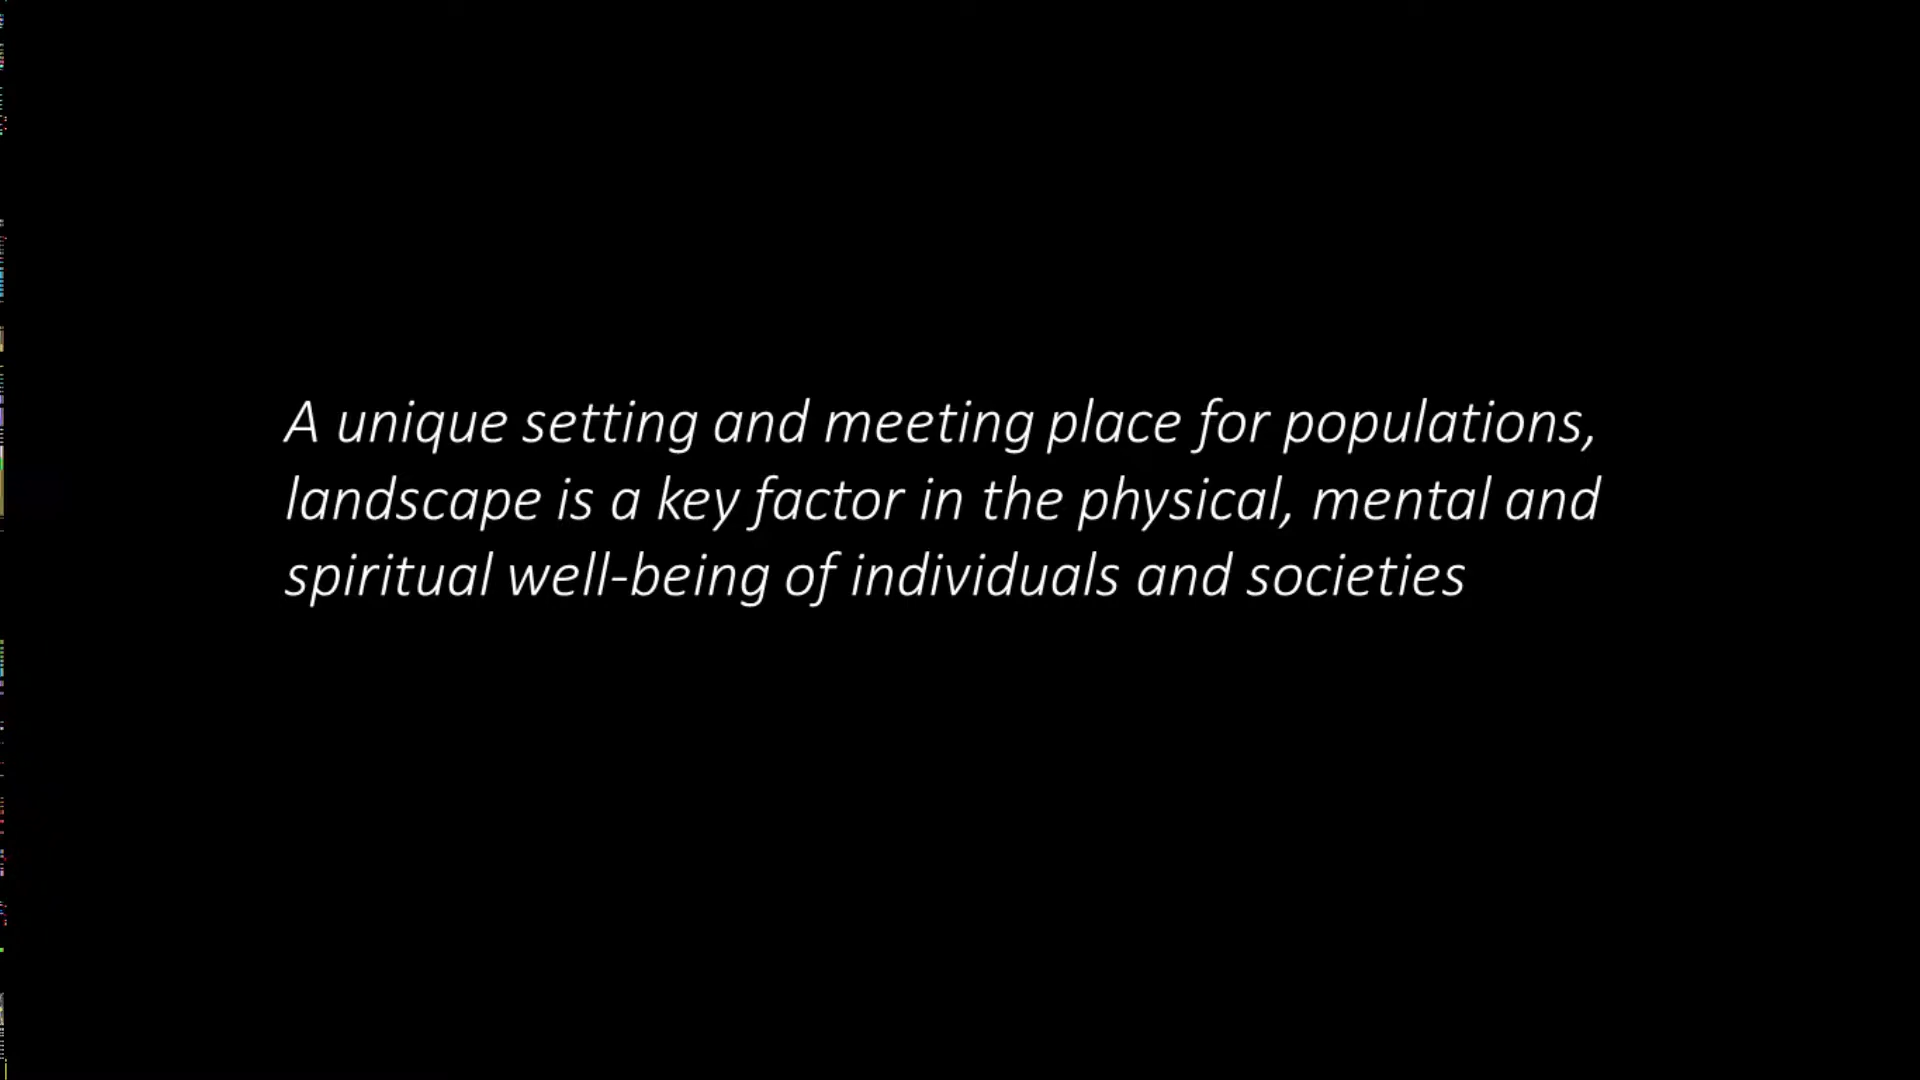 A unique setting and meeting place for populations,
landscape is a key factor in the physical, mental and
spiritual well-being of individuals and societies